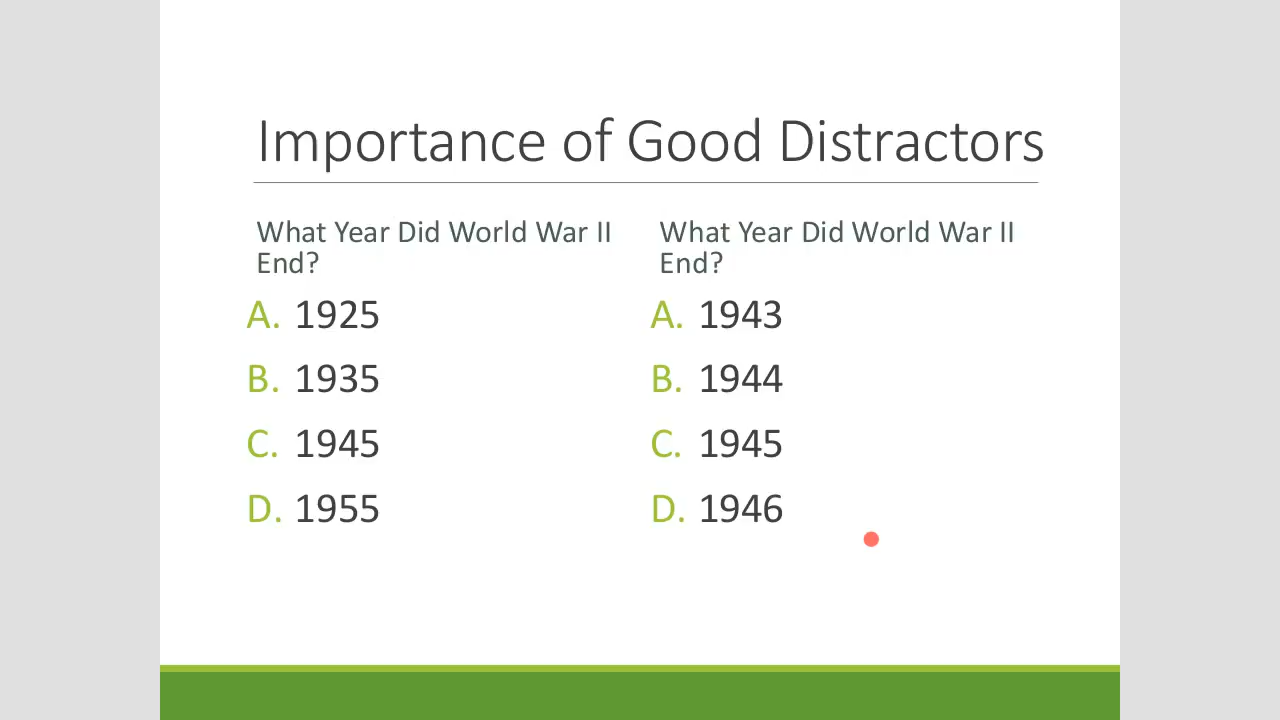 Importance of Good Distractors
What Year Did World War II
End?
A. 1925
B. 1935
C. 1945
D. 1955
What Year Did World War II
End?
A. 1943
B. 1944
C. 1945
D. 1946